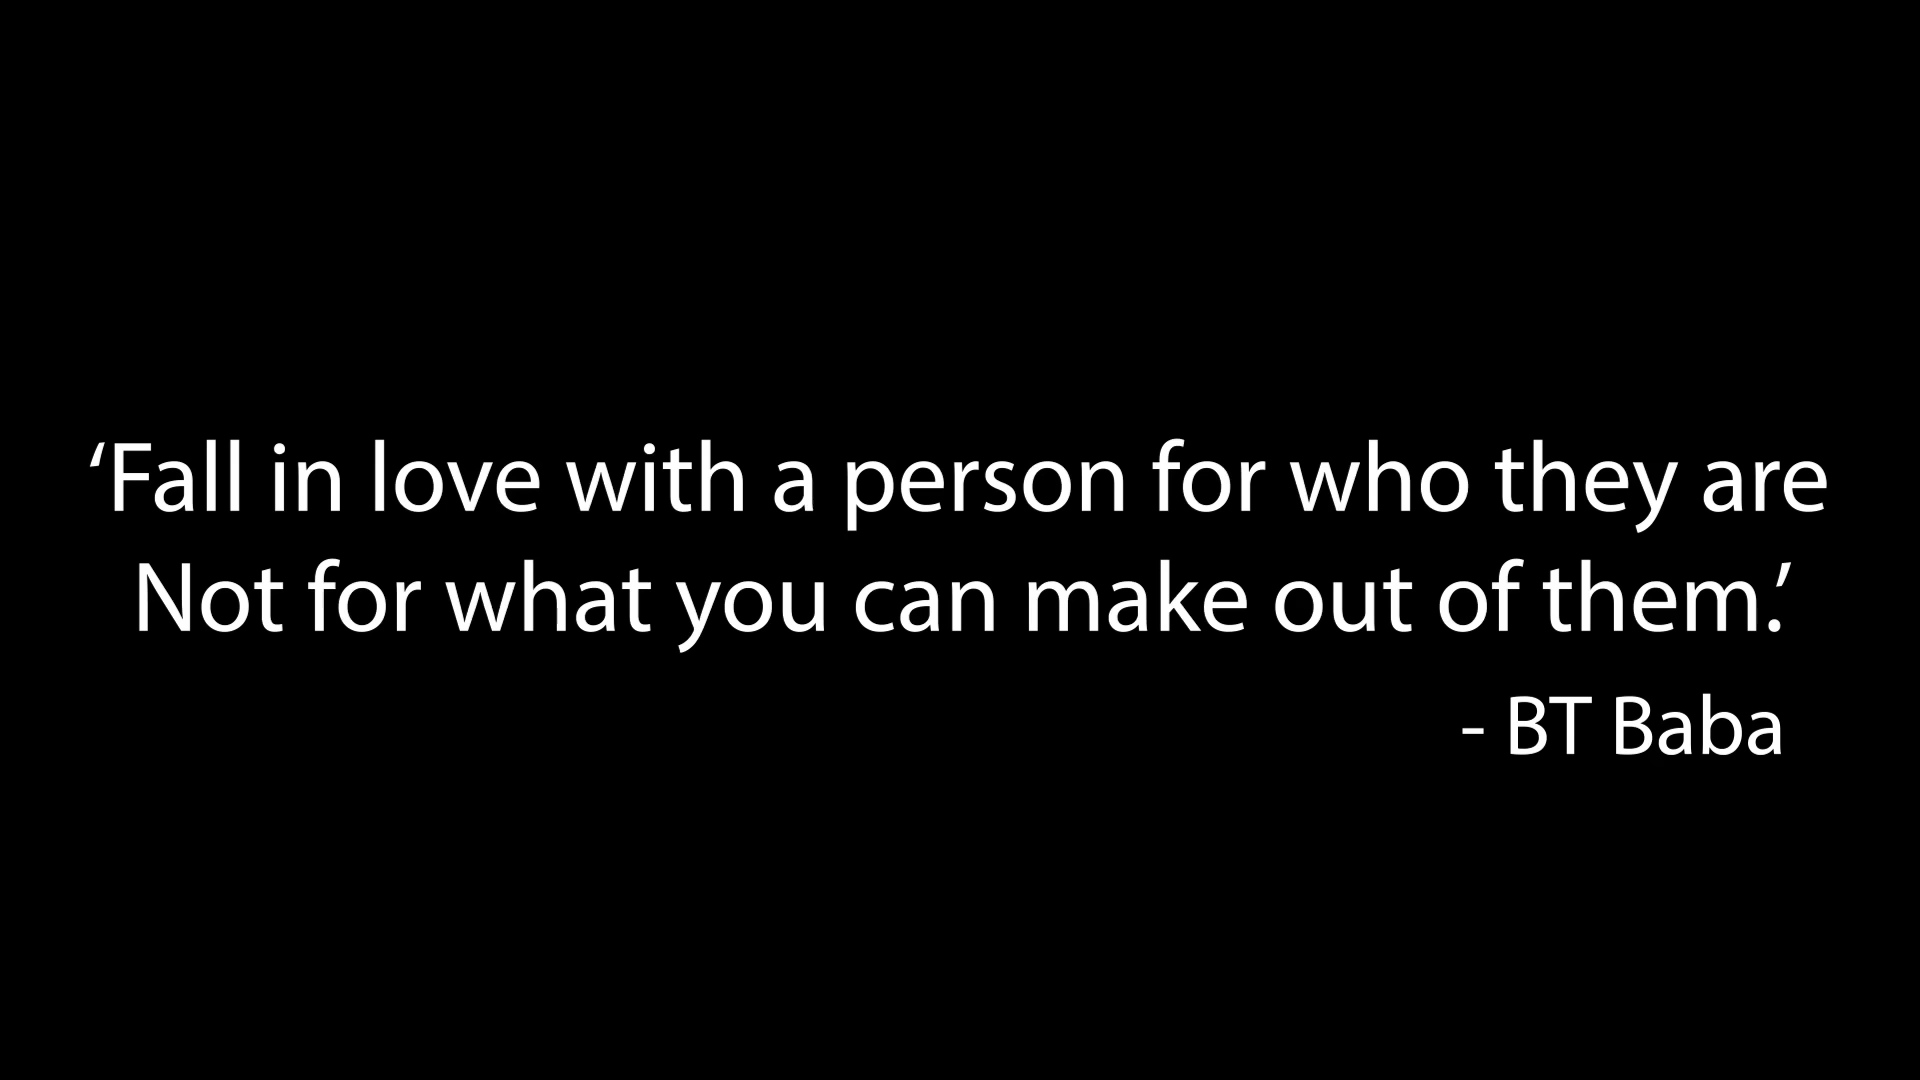 ‘Fall in love with a person for who they are
Not for what you can make out of them.’
- BT Baba